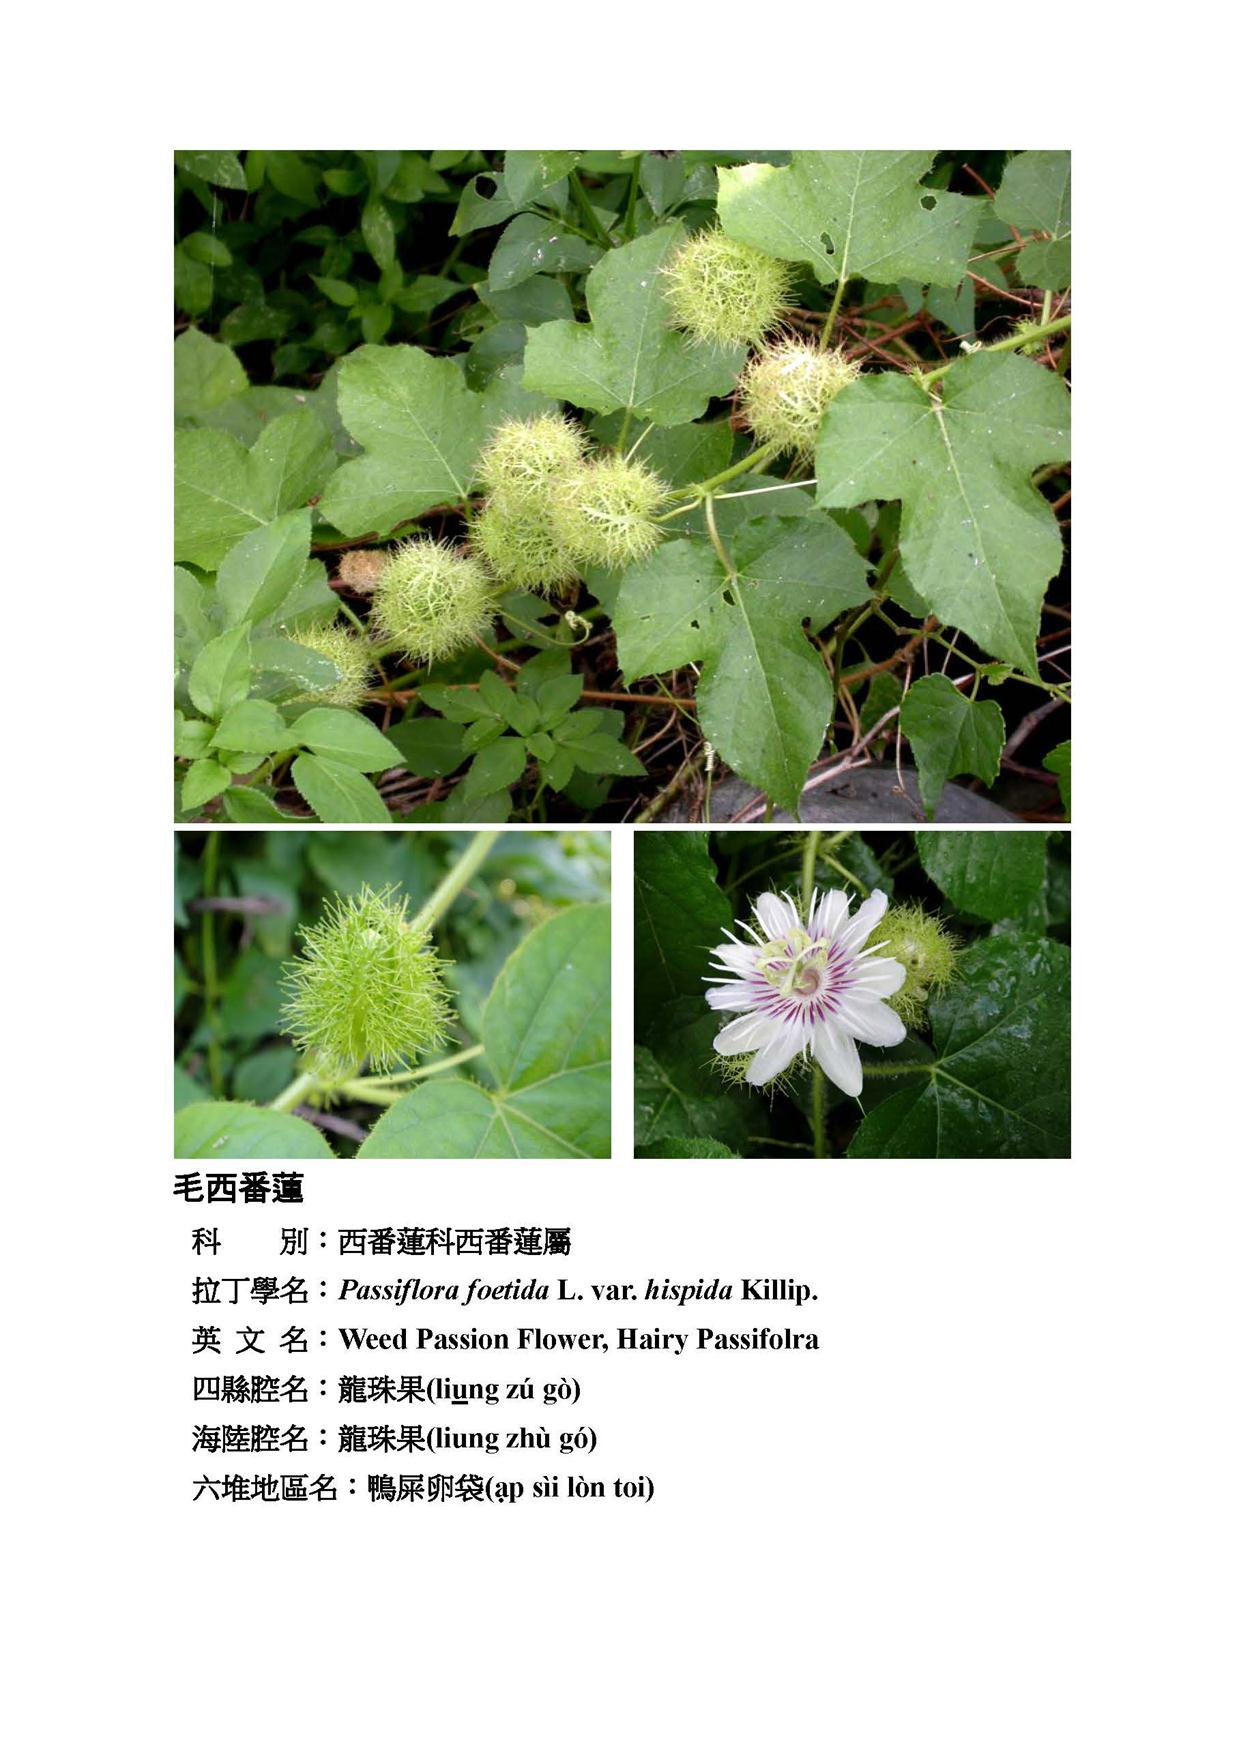 毛西番蓮
科　　別：西番蓮科西番蓮屬
拉丁學名：Passiflora foetida L. var. hispida Killip.
英 文 名：Weed Passion Flower, Hairy Passifolra
四縣腔名：龍珠果(liung zú gò)
海陸腔名：龍珠果(liung zhù gó)
六堆地區名：鴨屎卵袋(ạp sìi lòn toi)